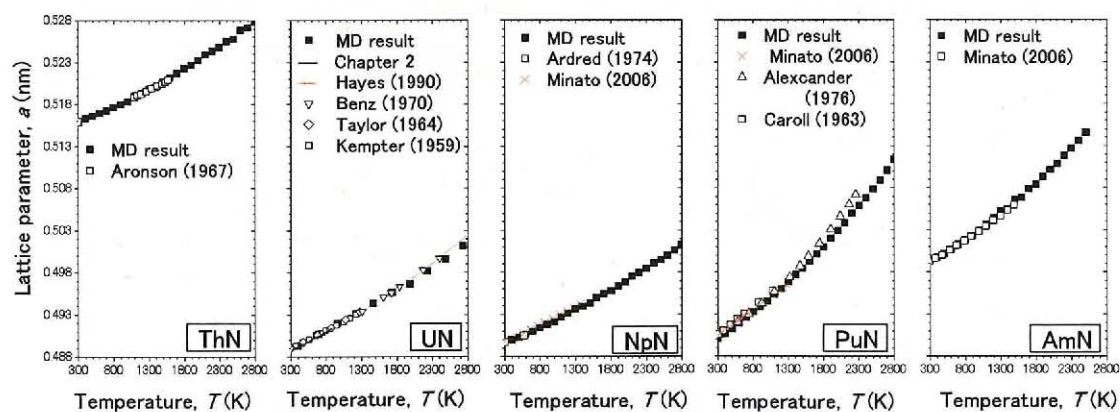 Lattice parameter, a (nm)
0.528
0.523
0.518
0.513
0.508
0.503
0.498
0.493
0.488
MD result
Aronson (1967)
ThN
300 800 1300 1800 2300 2800
Temperature, T(K)
MD result
Chapter 2
Hayes (1990)
Benz (1970)
Taylor (1964)
Kempter (1959)
UN
300 800 1300 1800 2300 2800
Temperature, T(K)
MD result
Ardred (1974)
Minato (2006)
NpN
300 800 1300 1800 2300 2800
Temperature, T(K)
MD result
Minato (2006)
Alexcander
(1976)
Caroll (1963)
PuN
300 800 1300 1800 2300 2800
Temperature, T(K)
MD result
Minato (2006)
AmN
300 800 1300 1800 2300 2800
Temperature, T(K)